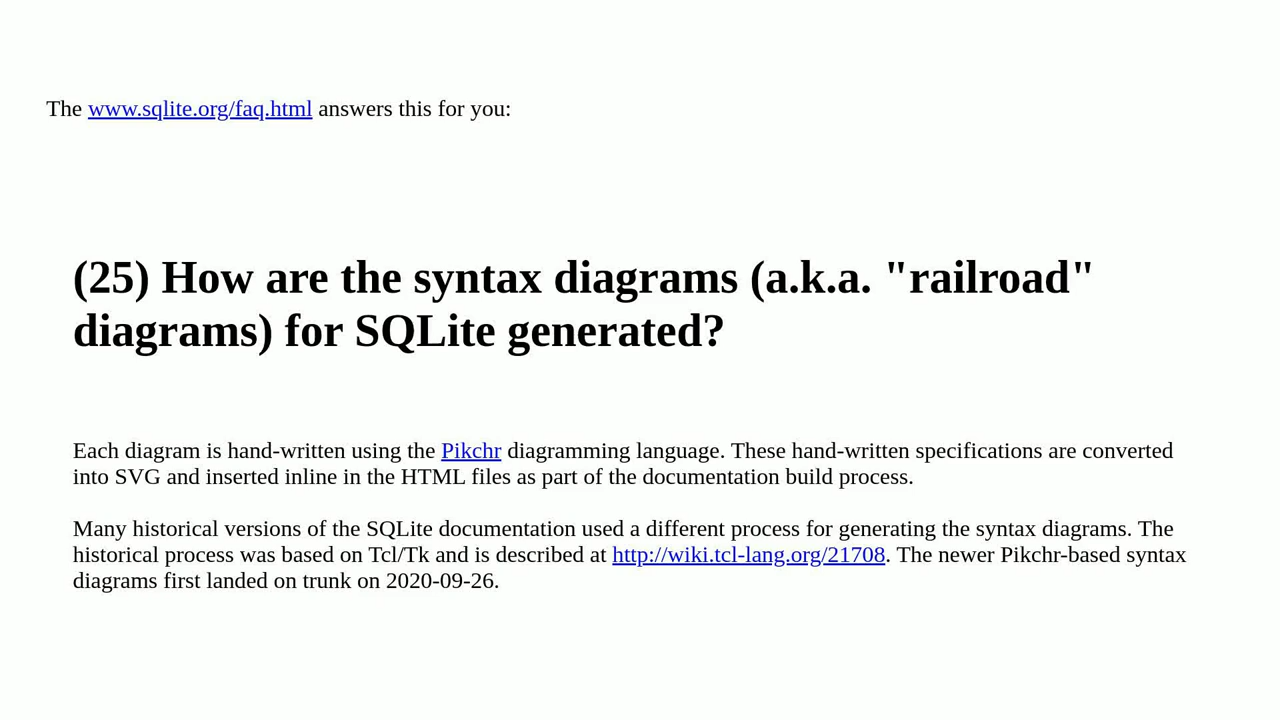 The www.sqlite.org/faq.html answers this for you:
(25) How are the syntax diagrams (a.k.a. "railroad"
diagrams) for SQLite generated?
Each diagram is hand-written using the Pikchr diagramming language. These hand-written specifications are converted
into SVG and inserted inline in the HTML files as part of the documentation build process.
Many historical versions of the SQLite documentation used a different process for generating the syntax diagrams. The
historical process was based on Tcl/Tk and is described at http://wiki.tcl-lang.org/21708. The newer Pikchr-based syntax
diagrams first landed on trunk on 2020-09-26.